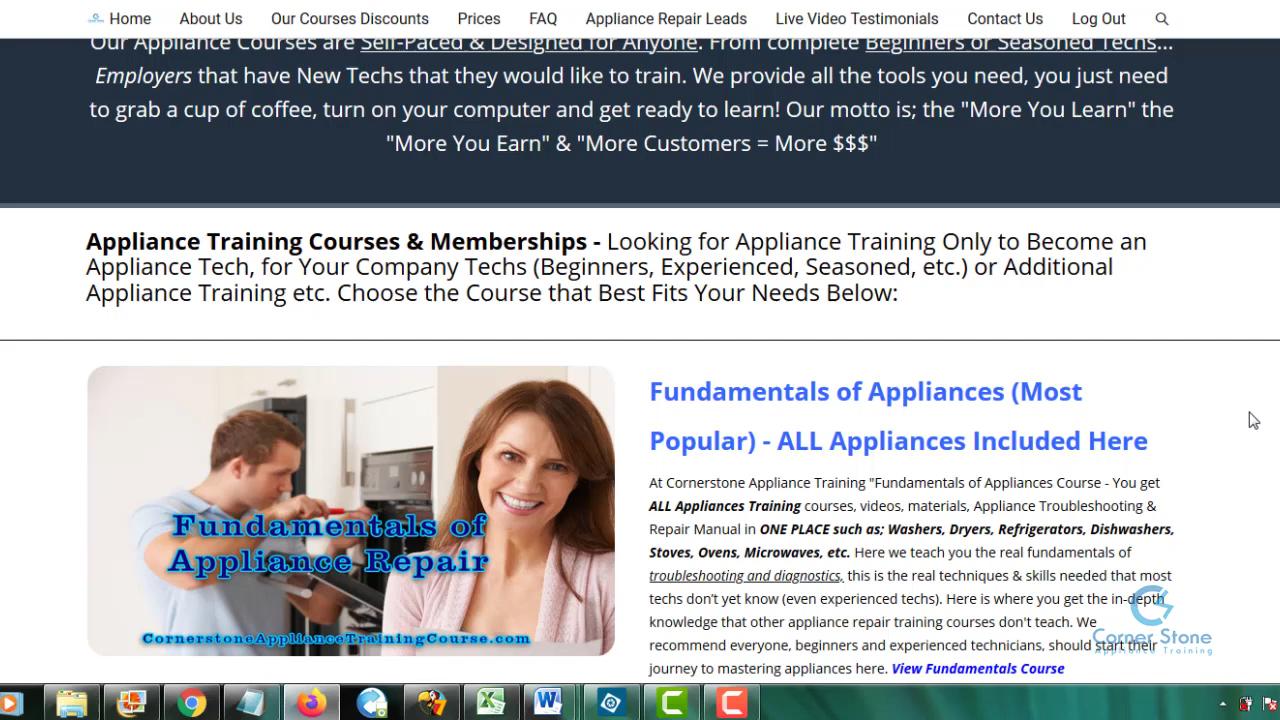 Home About Us Our Courses Discounts Prices FAQ Appliance Repair Leads Live Video Testimonials Contact Us Log Out
Our Appliance Courses are Self-Paced & Designed for Anyone. From complete Beginners or Seasoned Techs...
Employers that have New Techs that they would like to train. We provide all the tools you need, you just need
to grab a cup of coffee, turn on your computer and get ready to learn! Our motto is; the "More You Learn" the
"More You Earn" & "More Customers = More $$$"
Appliance Training Courses & Memberships - Looking for Appliance Training Only to Become an
Appliance Tech, for Your Company Techs (Beginners, Experienced, Seasoned, etc.) or Additional
Appliance Training etc. Choose the Course that Best Fits Your Needs Below:
Fundamentals of
Appliance Repair
CornerstoneApplianceTrainingCourse.com
Fundamentals of Appliances (Most
Popular) - ALL Appliances Included Here
At Cornerstone Appliance Training "Fundamentals of Appliances Course - You get
ALL Appliances Training courses, videos, materials, Appliance Troubleshooting &
Repair Manual in ONE PLACE such as; Washers, Dryers, Refrigerators, Dishwashers,
Stoves, Ovens, Microwaves, etc. Here we teach you the real fundamentals of
troubleshooting and diagnostics, this is the real techniques & skills needed that most
techs don't yet know (even experienced techs). Here is where you get the in-depth
knowledge that other appliance repair training courses don't teach. We
recommend everyone, beginners and experienced technicians, should start their
journey to mastering appliances here. View Fundamentals Course
Corner Stone
Appliance Training